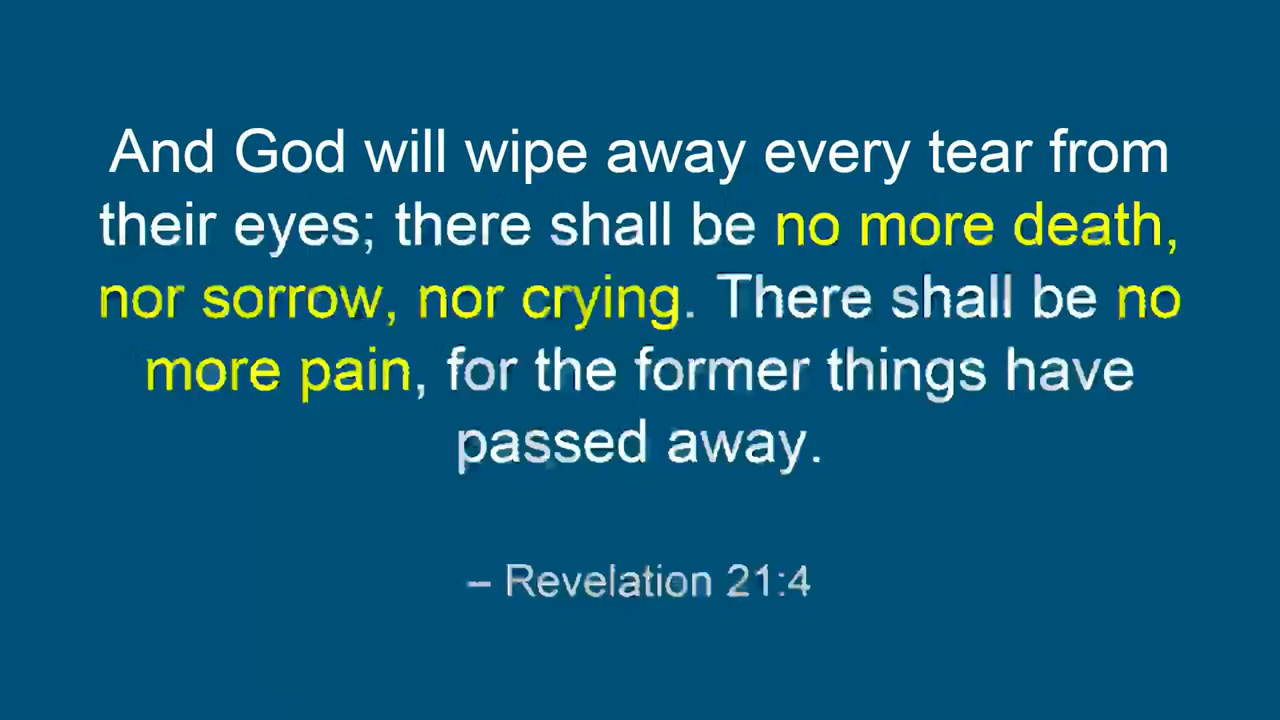 And God will wipe away every tear from
their eyes; there shall be no more death,
nor sorrow, nor crying. There shall be no
more pain, for the former things have
passed away.
– Revelation 21:4